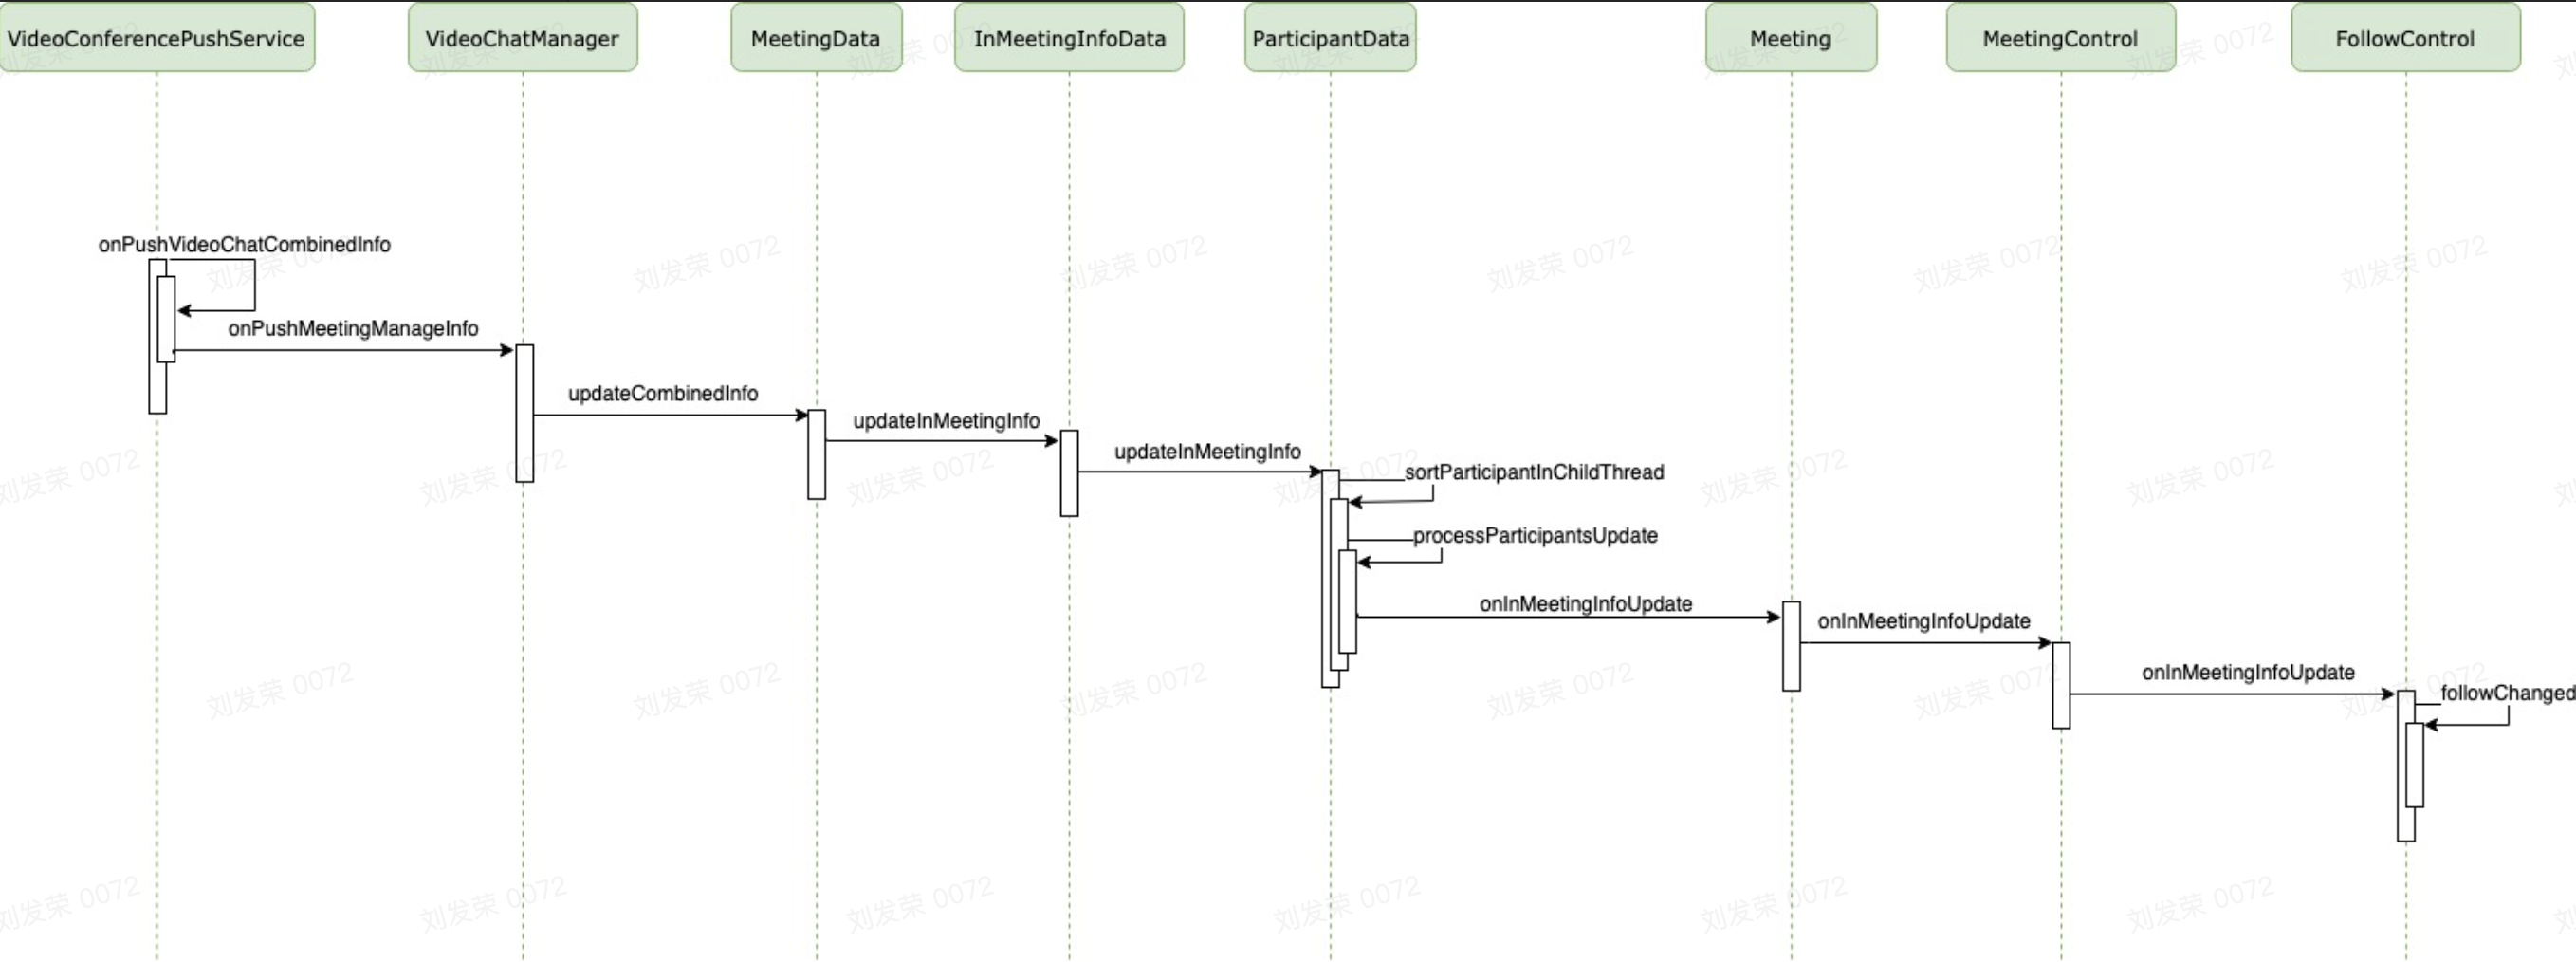 VideoConferencePushService
VideoChatManager
MeetingData
InMeetingInfoData
ParticipantData
Meeting
MeetingControl
FollowControl
onPushVideoChatCombinedInfo
onPushMeetingManageInfo
updateCombinedInfo
updateInMeetingInfo
updateInMeetingInfo
sortParticipantInChildThread
processParticipantsUpdate
onInMeetingInfoUpdate
onInMeetingInfoUpdate
onInMeetingInfoUpdate
followChanged
刘发荣 0072